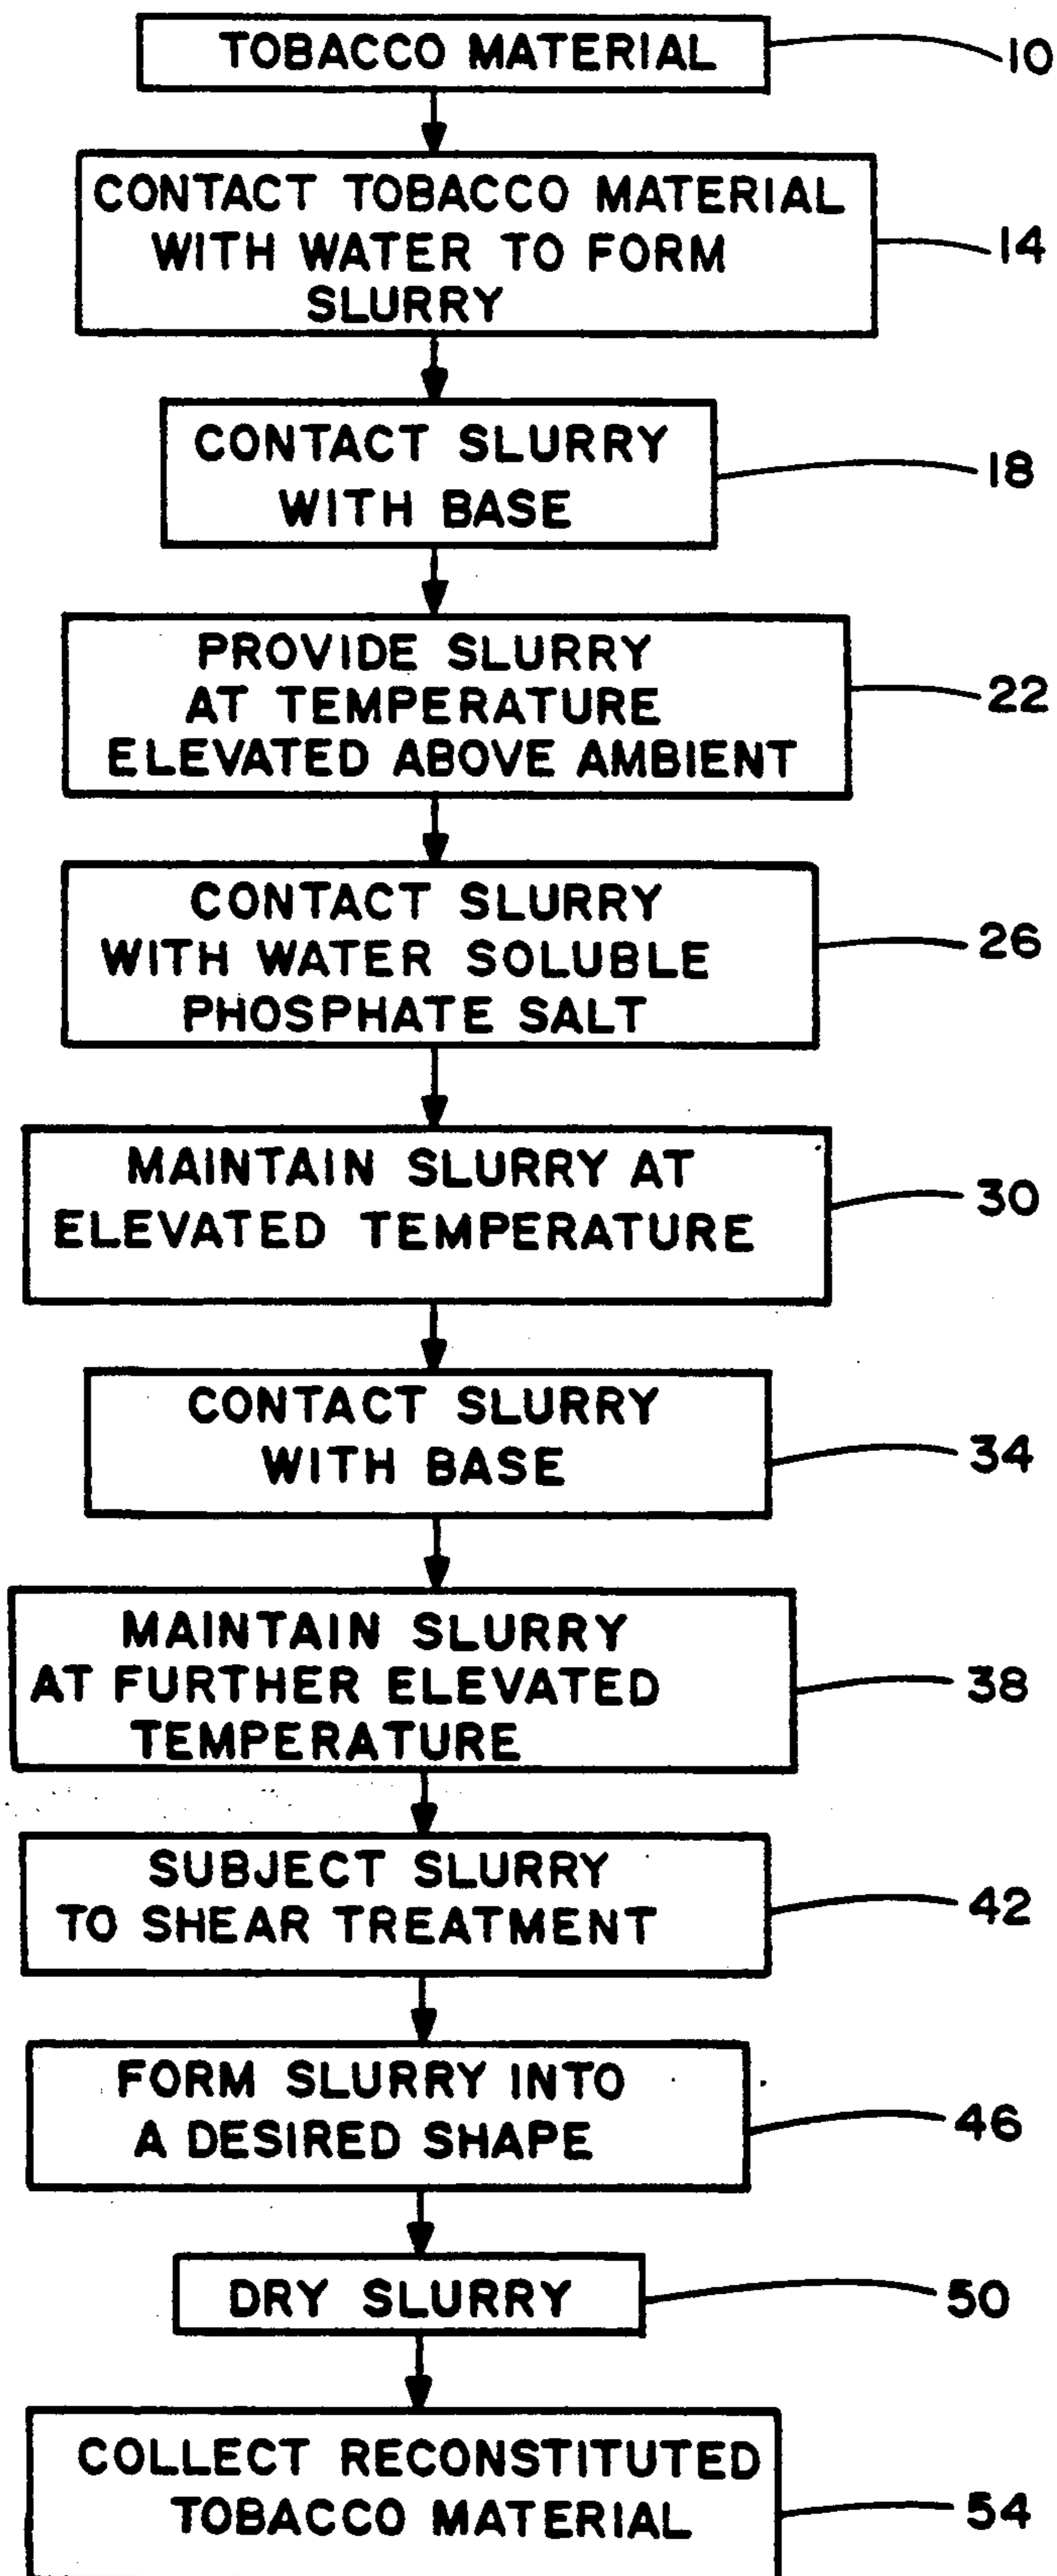 TOBACCO MATERIAL
10
CONTACT TOBACCO MATERIAL
WITH WATER TO FORM
SLURRY
14
CONTACT SLURRY
WITH BASE
18
PROVIDE SLURRY
AT TEMPERATURE
ELEVATED ABOVE AMBIENT
22
CONTACT SLURRY
WITH WATER SOLUBLE
PHOSPHATE SALT
26
MAINTAIN SLURRY AT
ELEVATED TEMPERATURE
30
CONTACT SLURRY
WITH BASE
34
MAINTAIN SLURRY
AT FURTHER ELEVATED
TEMPERATURE
38
SUBJECT SLURRY
TO SHEAR TREATMENT
42
FORM SLURRY INTO
A DESIRED SHAPE
46
DRY SLURRY
50
COLLECT RECONSTITUTED
TOBACCO MATERIAL
54